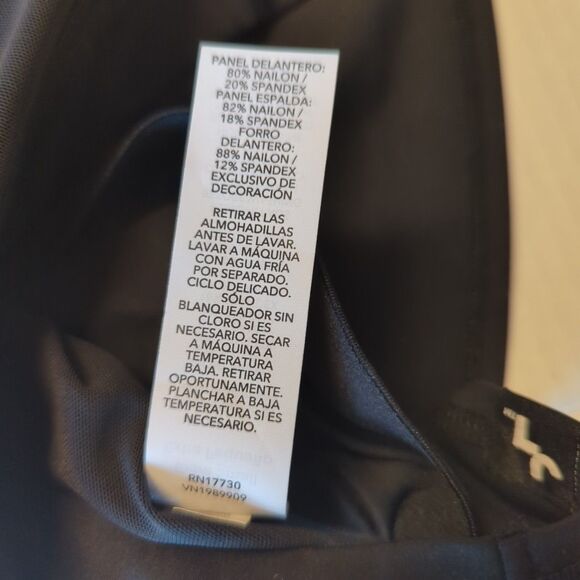 PANEL DELANTERO:
80% NAILON /
20% SPANDEX
PANEL ESPALDA:
82% NAILON /
18% SPANDEX
FORRO
DELANTERO:
88% NAILON /
12% SPANDEX
EXCLUSIVO DE
DECORACIÓN
RETIRAR LAS
ALMOHADILLAS
ANTES DE LAVAR.
LAVAR A MÁQUINA
CON AGUA FRÍA
POR SEPARADO.
CICLO DELICADO.
SÓLO
BLANQUEADOR SIN
CLORO SI ES
NECESARIO. SECAR
A MÁQUINA A
TEMPERATURA
BAJA. RETIRAR
OPORTUNAMENTE.
PLANCHAR A BAJA
TEMPERATURA SI ES
NECESARIO.
RN17730
VN1989909